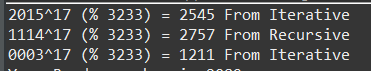 2015^17 (% 3233) = 2545 From Iterative
1114^17 (% 3233) = 2757 From Recursive
0003^17 (% 3233) = 1211 From Iterative